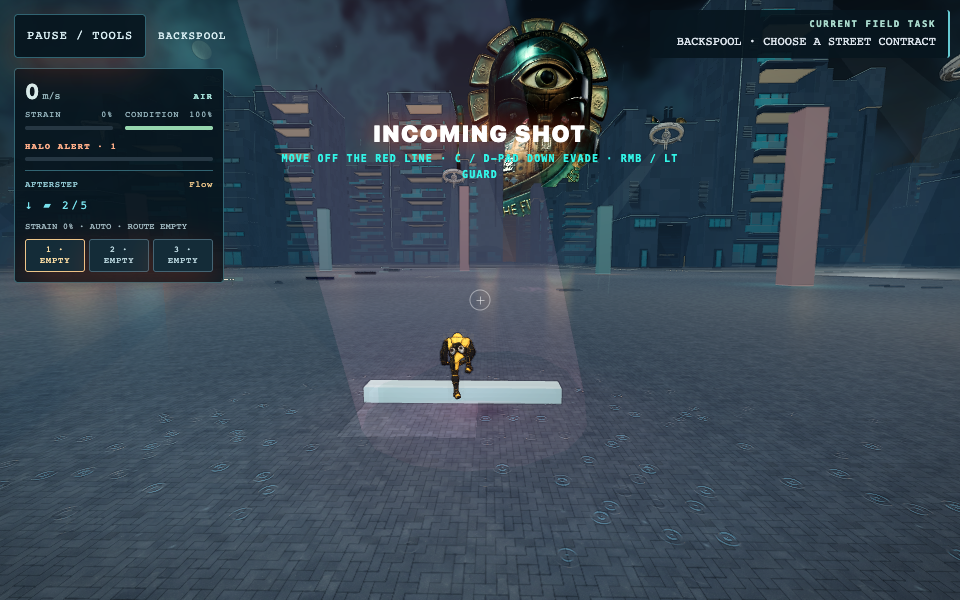 PAUSE / TOOLS
BACKSPOOL
CURRENT FIELD TASK
BACKSPOOL · CHOOSE A STREET CONTRACT
0 m/s
AIR
STRAIN 0%
CONDITION 100%
HALO ALERT · 1
AFTERSTEP
Flow
↓ ▰ 2/5
STRAIN 0% · AUTO · ROUTE EMPTY
1 · EMPTY
2 · EMPTY
3 · EMPTY
INCOMING SHOT
MOVE OFF THE RED LINE · C / D-PAD DOWN EVADE · RMB / LT
GUARD